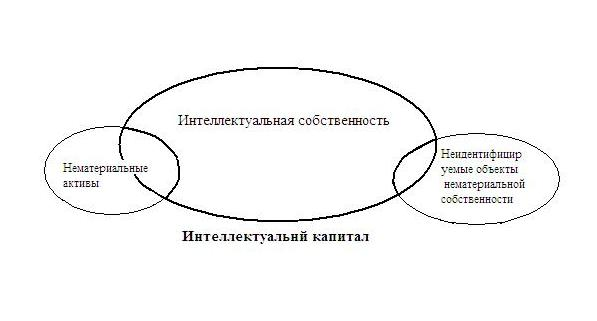 Интеллектуальная собственность
Нематериальные
активы
Неидентифицир
уемые объекты
нематериальной
собственности
Интеллектуальнй капитал